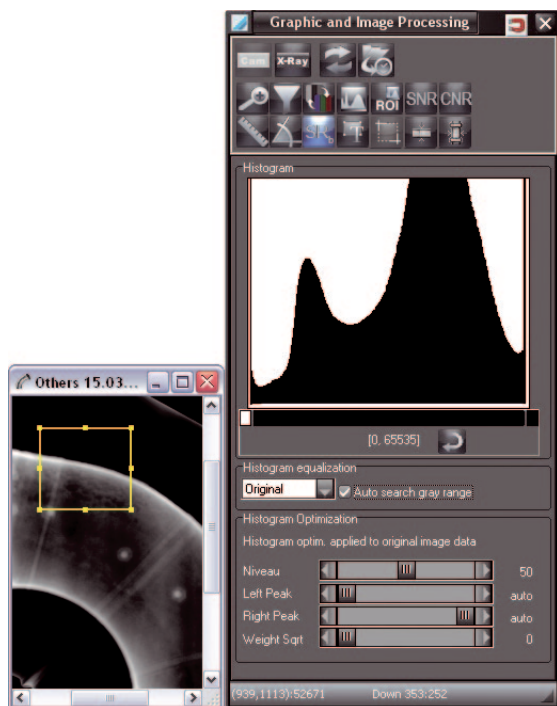 Graphic and Image Processing
Com X-Ray
ROI SNR CNR
SR T
Histogram
[0, 65535]
Histogram equalization
Original Auto search gray range
Histogram Optimization
Histogram optim. applied to original image data
Niveau 50
Left Peak auto
Right Peak auto
Weight Sqrt 0
(939,1113):52671 Down 353:252
Others 15.03...